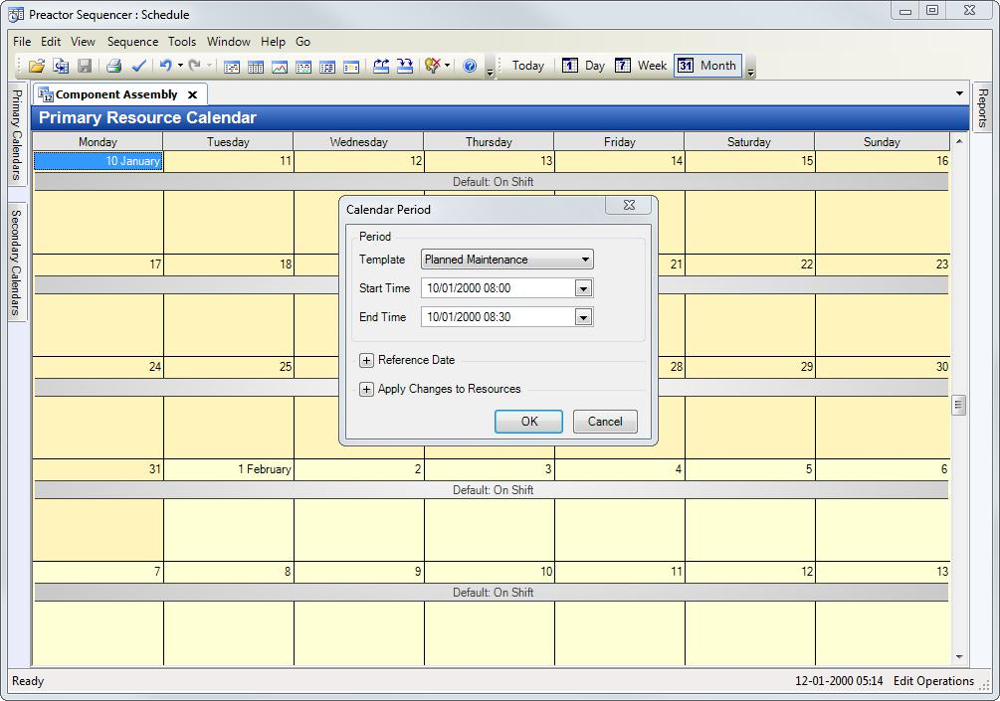 Preactor Sequencer : Schedule
File Edit View Sequence Tools Window Help Go
Today 1 Day 7 Week 31 Month
Primary Calendars
Secondary Calendars
Reports
Component Assembly
Primary Resource Calendar
Monday Tuesday Wednesday Thursday Friday Saturday Sunday
10 January 11 12 13 14 15 16
Default: On Shift
17 18 21 22 23
24 25 28 29 30
31 1 February 2 3 4 5 6
Default: On Shift
7 8 9 10 11 12 13
Default: On Shift
Calendar Period
Period
Template Planned Maintenance
Start Time 10/01/2000 08:00
End Time 10/01/2000 08:30
Reference Date
Apply Changes to Resources
OK Cancel
Ready 12-01-2000 05:14 Edit Operations